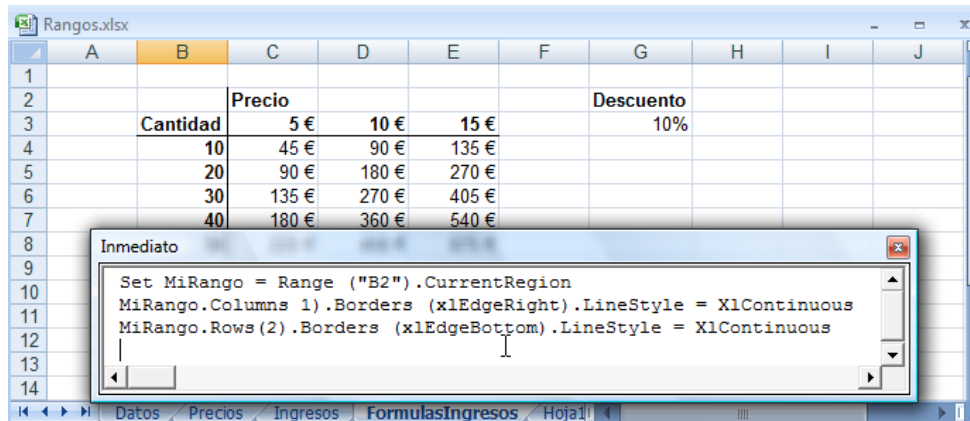 Rangos.xlsx
A B C D E F G H I J
1
2 Precio Descuento
3 Cantidad 5 € 10 € 15 € 10%
4 10 45 € 90 € 135 €
5 20 90 € 180 € 270 €
6 30 135 € 270 € 405 €
7 40 180 € 360 € 540 €
8
Inmediato
9
Set MiRango = Range ("B2").CurrentRegion
10
MiRango.Columns 1).Borders (xlEdgeRight).LineStyle = XlContinuous
11
MiRango.Rows(2).Borders (xlEdgeBottom).LineStyle = XlContinuous
12
13
14
Datos Precios Ingresos FormulasIngresos Hoja1